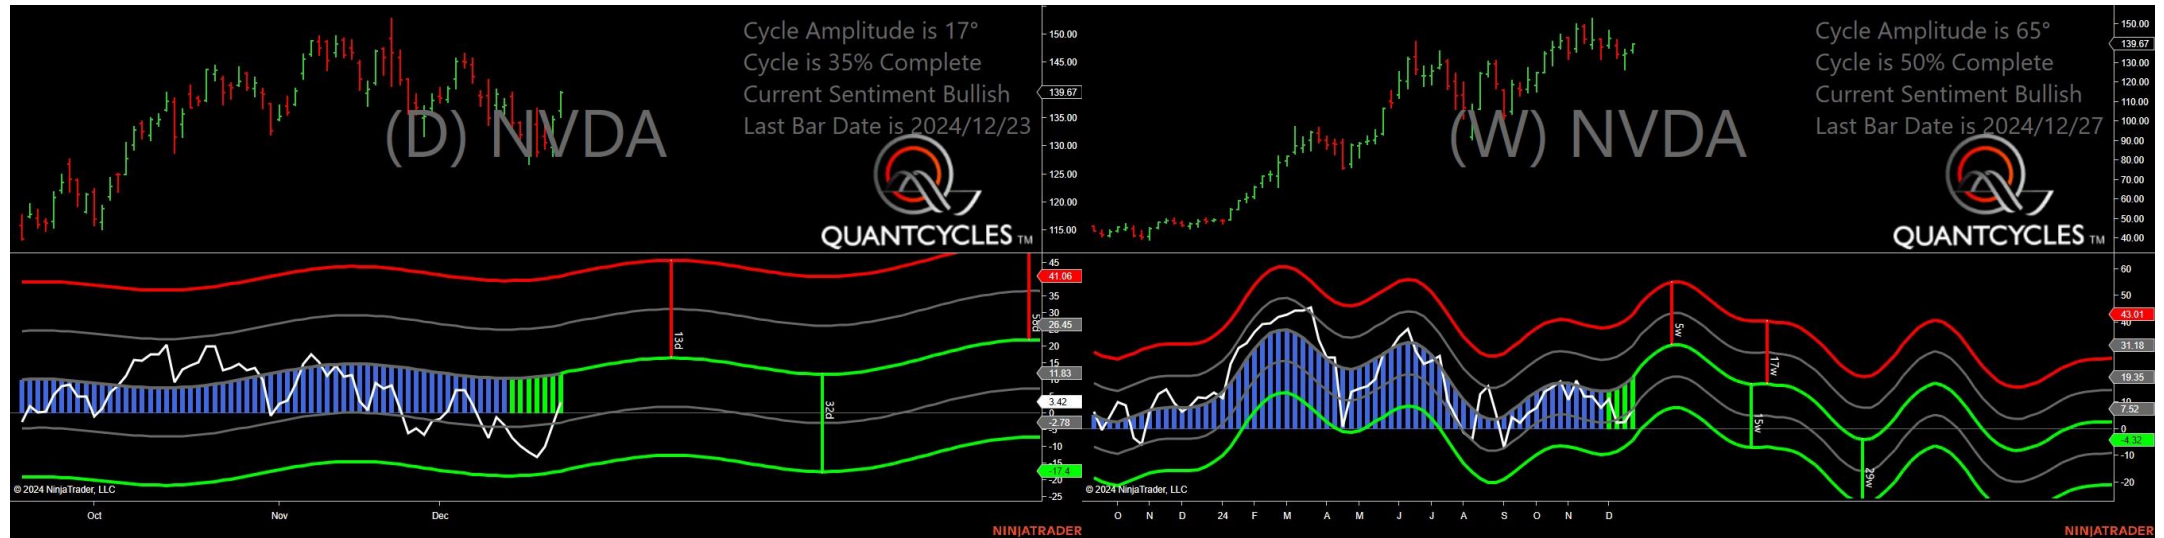 Cycle Amplitude is 17°
Cycle is 35% Complete
Current Sentiment Bullish
Last Bar Date is 2024/12/23
(D) NVDA
QUANTCYCLES TM
150.00
145.00
139.67
135.00
130.00
125.00
120.00
115.00
45
41.06
35
30
26.45
20
15
11.83
3.42
0
-2.78
-5
-10
-15
-17.4
-20
-25
13d
32d
58d
© 2024 NinjaTrader, LLC
Oct
Nov
Dec
NINJATRADER
Cycle Amplitude is 65°
Cycle is 50% Complete
Current Sentiment Bullish
Last Bar Date is 2024/12/27
(W) NVDA
QUANTCYCLES TM
150.00
139.67
130.00
120.00
110.00
100.00
90.00
80.00
70.00
60.00
50.00
40.00
60
50
43.01
40
31.18
19.35
10
7.52
0
-4.32
-10
-20
5w
17w
15w
29w
© 2024 NinjaTrader, LLC
O N D 24 F M A M J J A S O N D
NINJATRADER